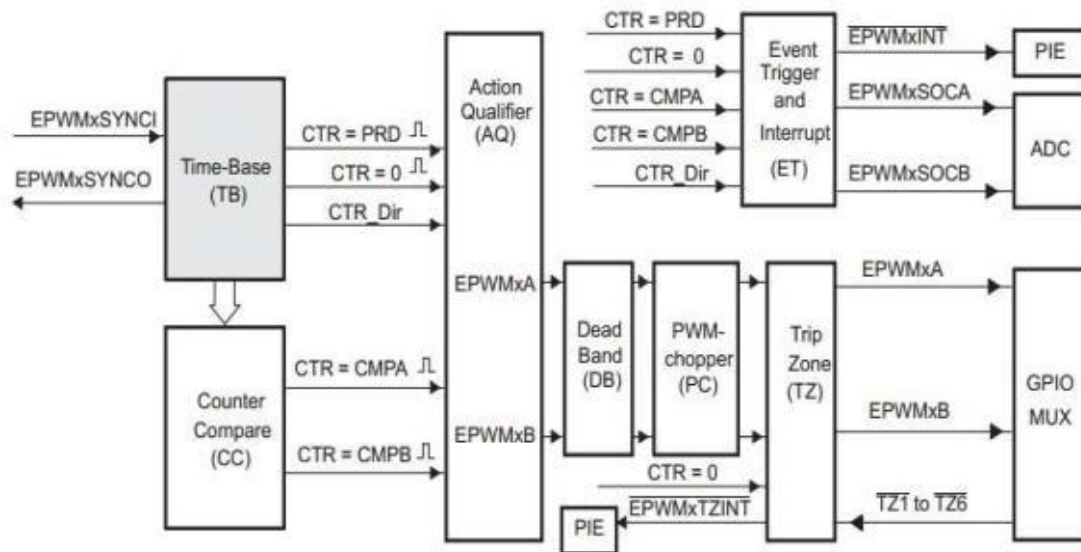 EPWMxSYNCI
EPWMxSYNCO
Time-Base
(TB)
CTR = PRD
CTR = 0
CTR_Dir
Counter
Compare
(CC)
CTR = CMPA
CTR = CMPB
Action
Qualifier
(AQ)
EPWMxA
EPWMxB
CTR = PRD
CTR = 0
CTR = CMPA
CTR = CMPB
CTR_Dir
Event
Trigger
and
Interrupt
(ET)
EPWMxINT
EPWMxSOCA
EPWMxSOCB
PIE
ADC
Dead
Band
(DB)
PWM-
chopper
(PC)
Trip
Zone
(TZ)
CTR = 0
EPWMxTZINT
PIE
EPWMxA
EPWMxB
TZ1 to TZ6
GPIO
MUX